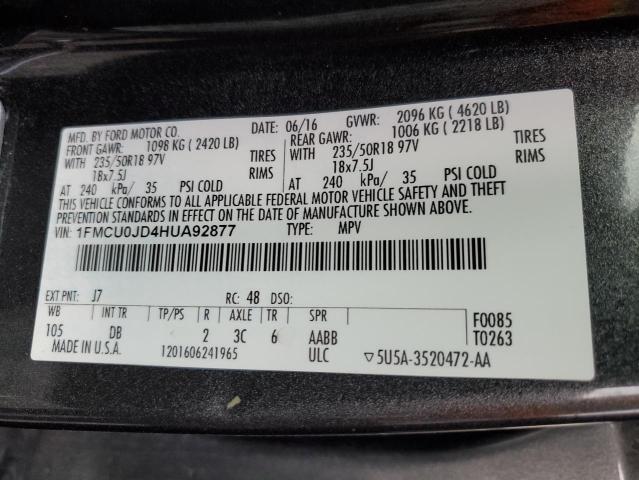 MFD. BY FORD MOTOR CO. DATE: 06/16 GVWR: 2096 KG ( 4620 LB)
FRONT GAWR: 1098 KG ( 2420 LB) REAR GAWR: 1006 KG ( 2218 LB)
WITH 235/50R18 97V TIRES WITH 235/50R18 97V TIRES
18x7.5J RIMS 18x7.5J RIMS
AT 240 kPa/ 35 PSI COLD AT 240 kPa/ 35 PSI COLD
THIS VEHICLE CONFORMS TO ALL APPLICABLE FEDERAL MOTOR VEHICLE SAFETY AND THEFT
PREVENTION STANDARDS IN EFFECT ON THE DATE OF MANUFACTURE SHOWN ABOVE.
VIN: 1FMCU0JD4HUA92877 TYPE: MPV
EXT PNT: J7 RC: 48 DSO:
WB INT TR TP/PS R AXLE TR SPR F0085
105 DB 2 3C 6 AABB T0263
MADE IN U.S.A. 1201606241965 ULC ▽5U5A-3520472-AA